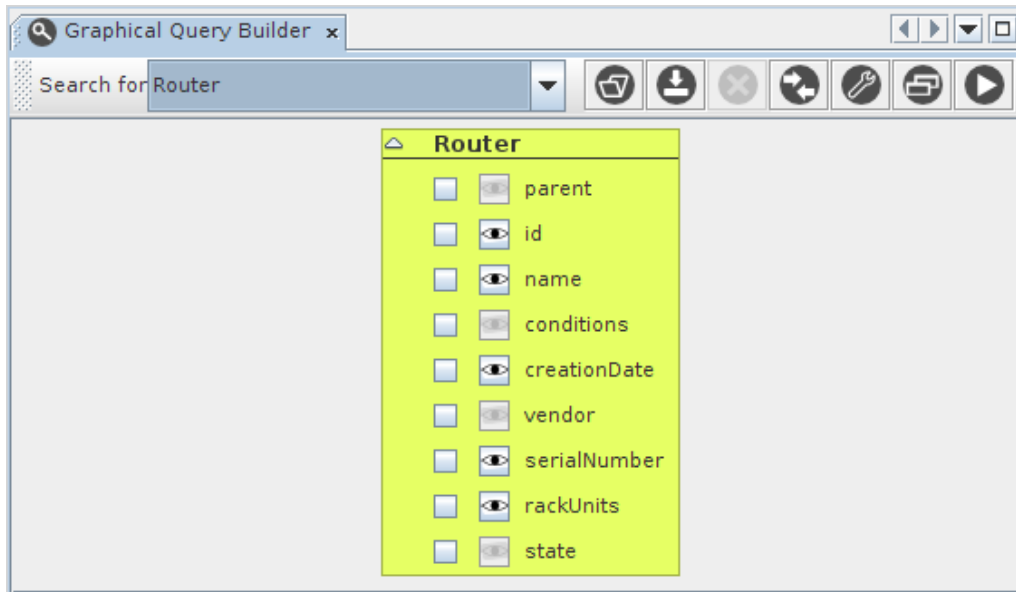 Graphical Query Builder x
Search for Router
Router
parent
id
name
conditions
creationDate
vendor
serialNumber
rackUnits
state